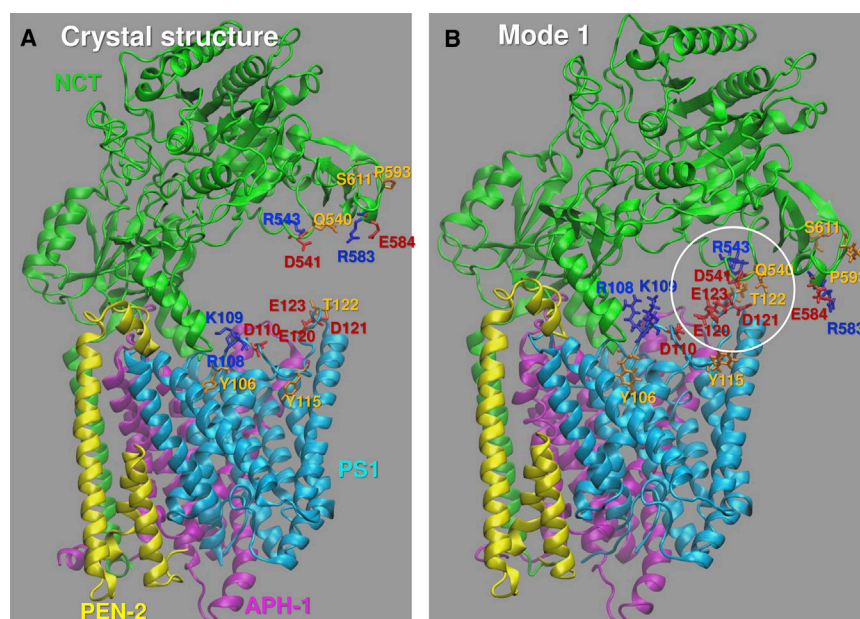 A Crystal structure
NCT
S611 P593
R543 Q540
E584
D541 R583
E123 T122
K109 D110 E120 D121
R108
Y106 Y115
PS1
PEN-2 APH-1
B Mode 1
S611
R543
R108 K109 D541 Q540 P593
E123 T122
E120 D121 E584
R583
D110
Y106 Y115